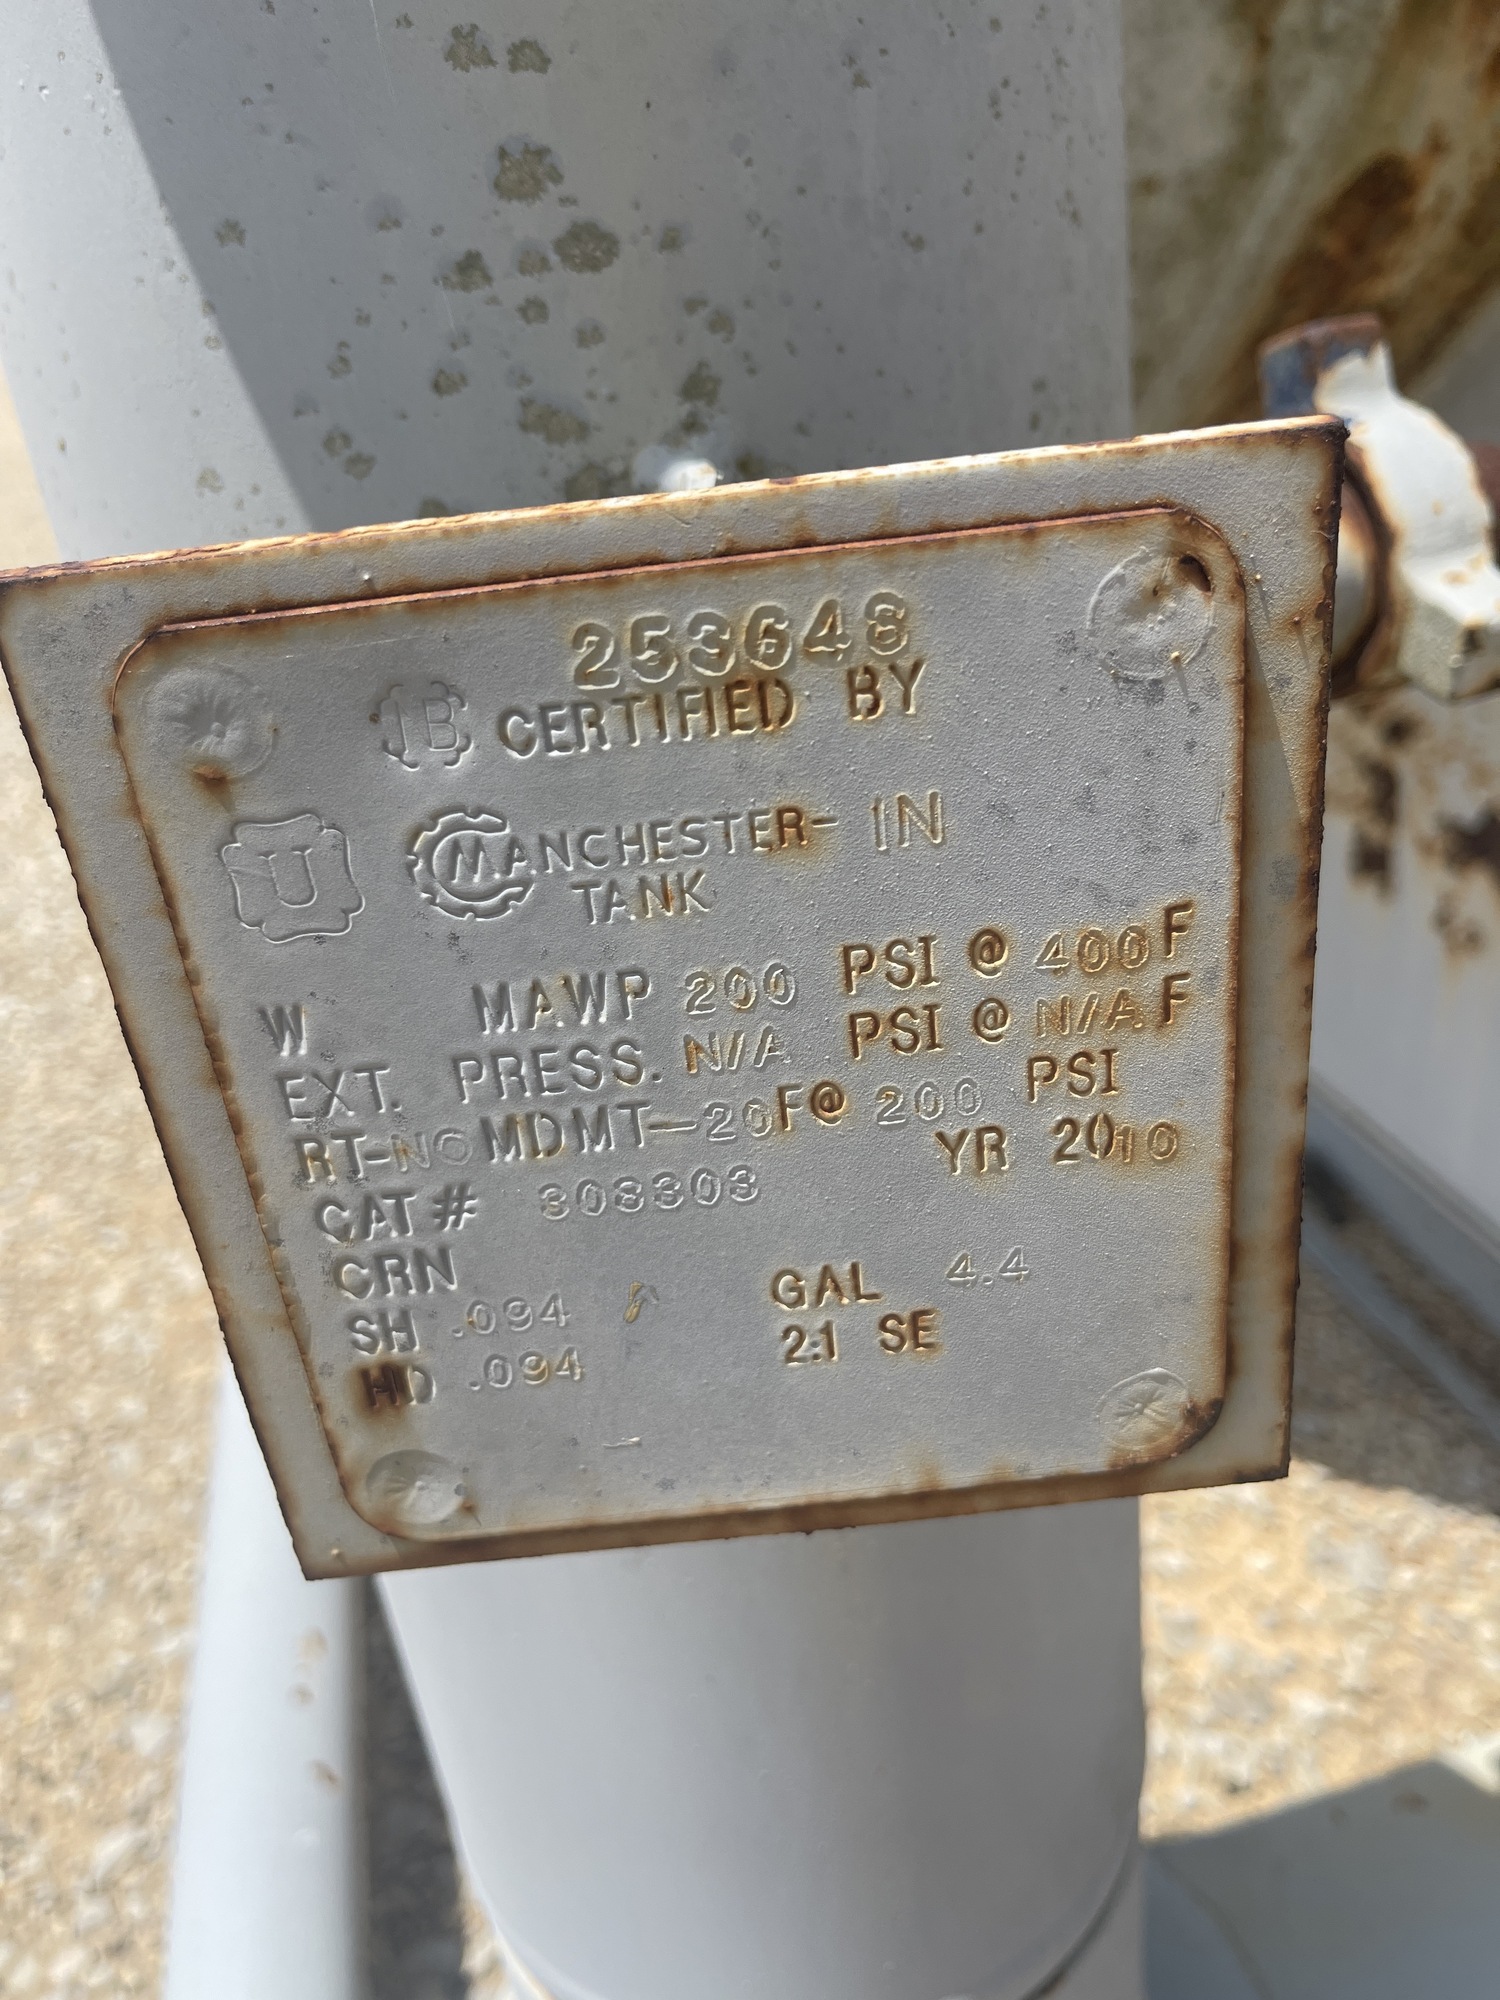 253648
NB CERTIFIED BY
U MANCHESTER-IN
TANK
W MAWP 200 PSI @ 400F
EXT. PRESS. N/A PSI @ N/A F
RT-NO MDMT-20F@ 200 PSI
CAT# 308303 YR 2010
CRN
SH .094 GAL 4.4
HD .094 2:1 SE